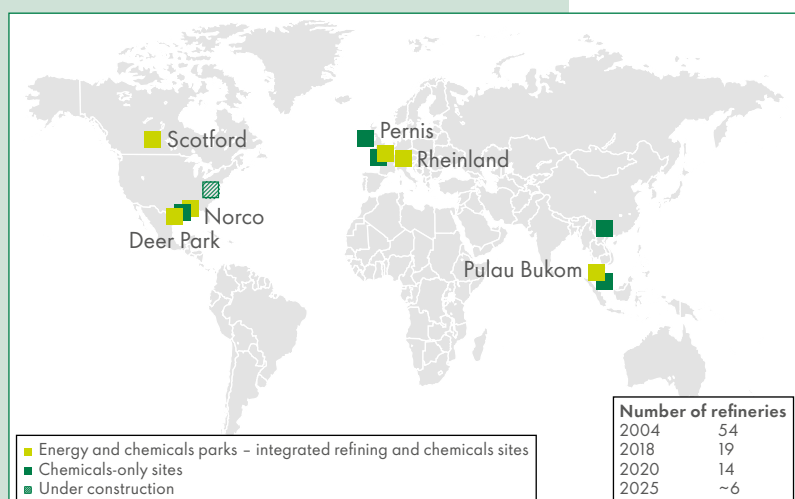 Scotford
Pernis
Rheinland
Norco
Deer Park
Pulau Bukom
Energy and chemicals parks – integrated refining and chemicals sites
Chemicals-only sites
Under construction
Number of refineries
2004 54
2018 19
2020 14
2025 ~6